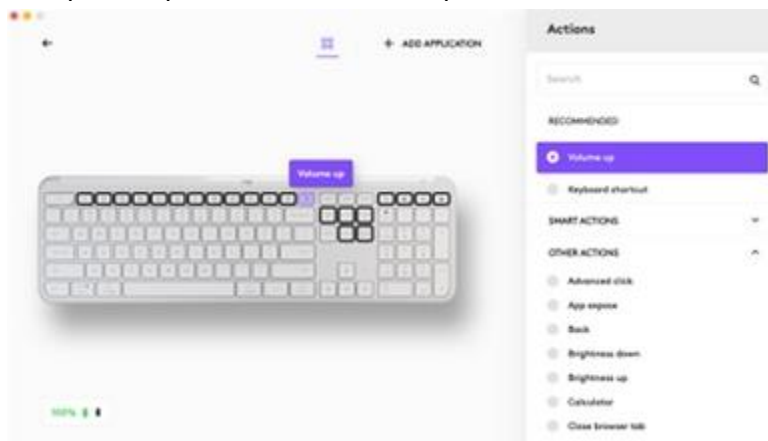 + ADD APPLICATION
Volume up
100%
Actions
Search
RECOMMENDED
Volume up
Keyboard shortcut
SMART ACTIONS
OTHER ACTIONS
Advanced click
App expose
Back
Brightness down
Brightness up
Calculator
Close browser tab